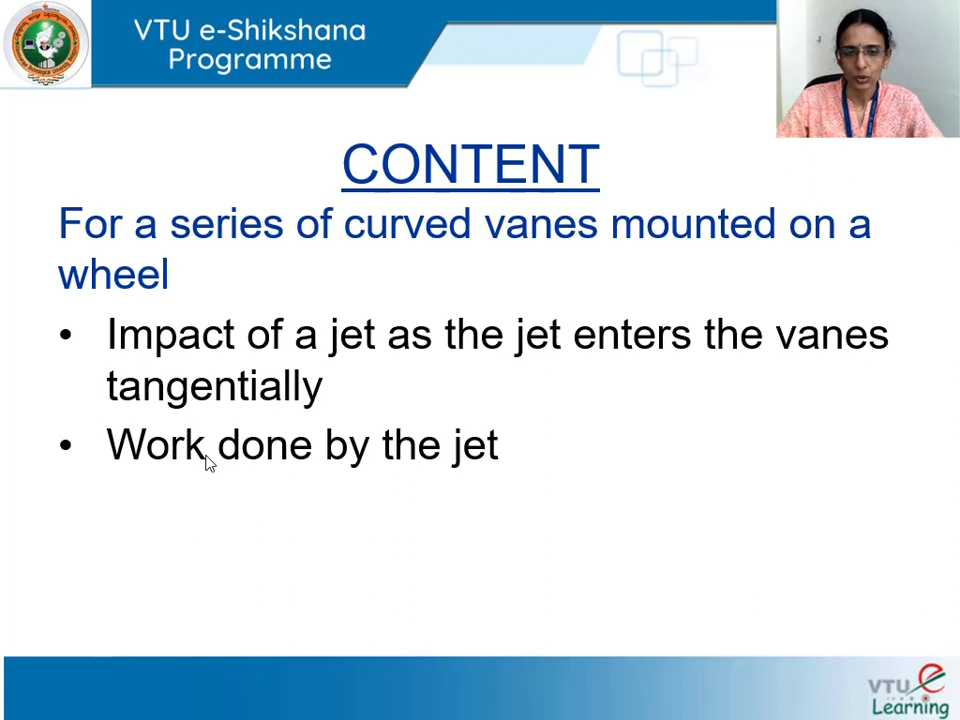 VTU e-Shikshana
Programme
CONTENT
For a series of curved vanes mounted on a
wheel
• Impact of a jet as the jet enters the vanes
tangentially
• Work done by the jet
VTU e
Learning